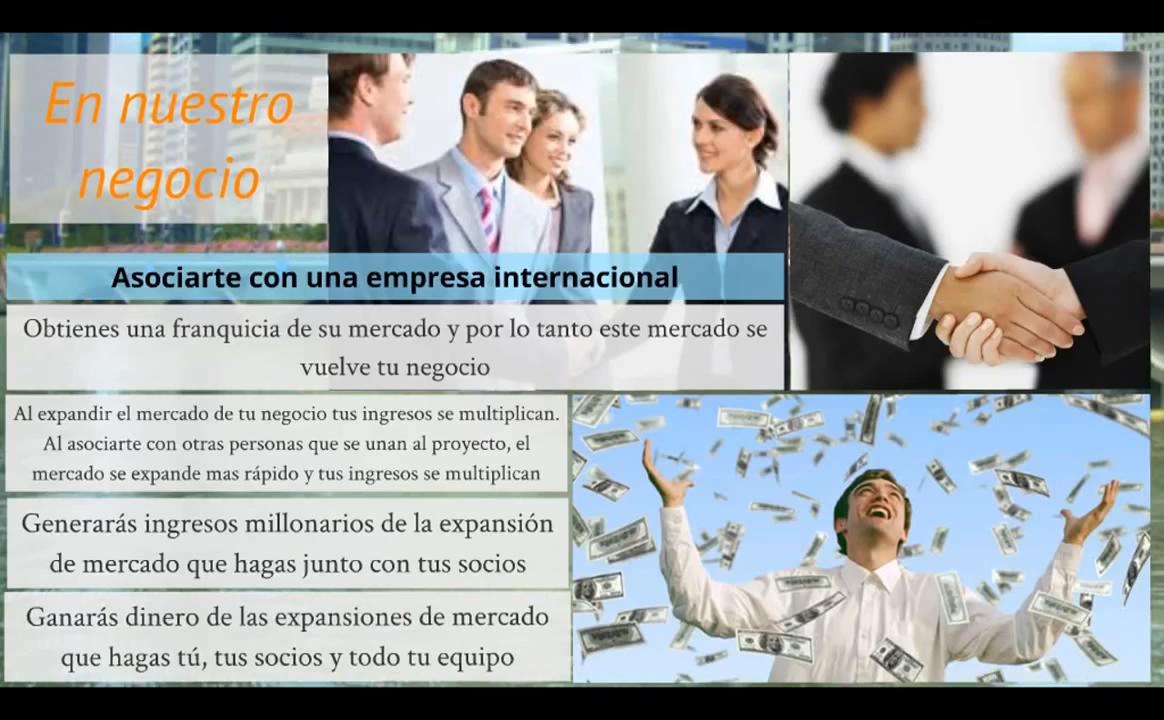 En nuestro
negocio
Asociarte con una empresa internacional
Obtienes una franquicia de su mercado y por lo tanto este mercado se
vuelve tu negocio
Al expandir el mercado de tu negocio tus ingresos se multiplican.
Al asociarte con otras personas que se unan al proyecto, el
mercado se expande mas rápido y tus ingresos se multiplican
Generarás ingresos millonarios de la expansión
de mercado que hagas junto con tus socios
Ganarás dinero de las expansiones de mercado
que hagas tú, tus socios y todo tu equipo